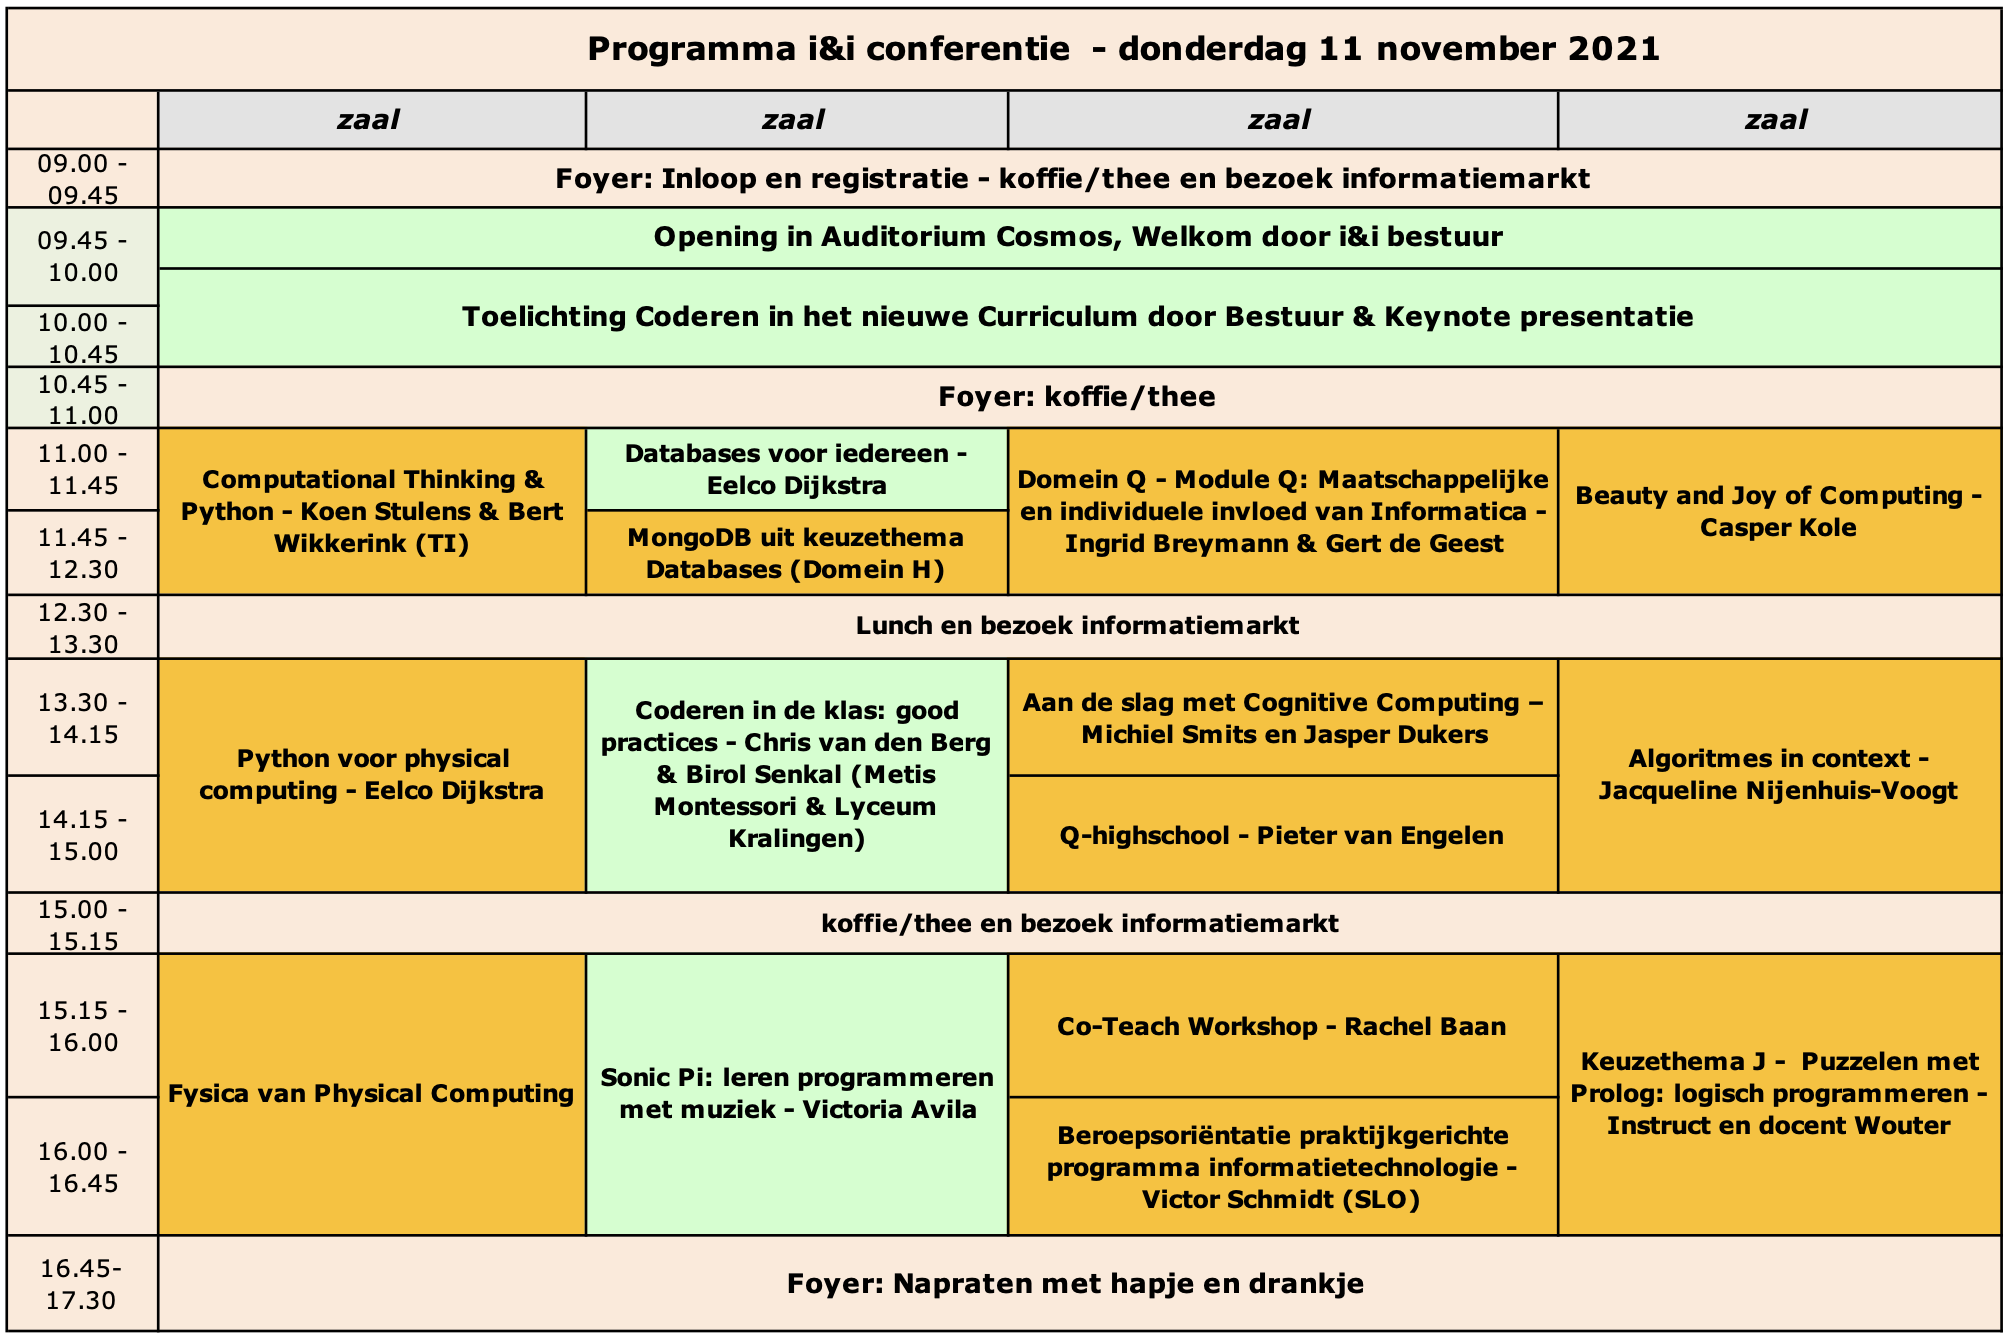 Programma i&i conferentie  - donderdag 11 november 2021
zaal
zaal
zaal
zaal
09.00 -
09.45
Foyer: Inloop en registratie - koffie/thee en bezoek informatiemarkt
09.45 -
10.00
Opening in Auditorium Cosmos, Welkom door i&i bestuur
10.00 -
10.45
Toelichting Coderen in het nieuwe Curriculum door Bestuur & Keynote presentatie
10.45 -
11.00
Foyer: koffie/thee
11.00 -
11.45
11.45 -
12.30
Computational Thinking &
Python - Koen Stulens & Bert
Wikkerink (TI)
Databases voor iedereen -
Eelco Dijkstra
MongoDB uit keuzethema
Databases (Domein H)
Domein Q - Module Q: Maatschappelijke
en individuele invloed van Informatica -
Ingrid Breymann & Gert de Geest
Beauty and Joy of Computing -
Casper Kole
12.30 -
13.30
Lunch en bezoek informatiemarkt
13.30 -
14.15
14.15 -
15.00
Python voor physical
computing - Eelco Dijkstra
Coderen in de klas: good
practices - Chris van den Berg
& Birol Senkal (Metis
Montessori & Lyceum
Kralingen)
Aan de slag met Cognitive Computing –
Michiel Smits en Jasper Dukers
Q-highschool - Pieter van Engelen
Algoritmes in context -
Jacqueline Nijenhuis-Voogt
15.00 -
15.15
koffie/thee en bezoek informatiemarkt
15.15 -
16.00
16.00 -
16.45
Fysica van Physical Computing
Sonic Pi: leren programmeren
met muziek - Victoria Avila
Co-Teach Workshop - Rachel Baan
Beroepsoriëntatie praktijkgerichte
programma informatietechnologie -
Victor Schmidt (SLO)
Keuzethema J -  Puzzelen met
Prolog: logisch programmeren -
Instruct en docent Wouter
16.45-
17.30
Foyer: Napraten met hapje en drankje